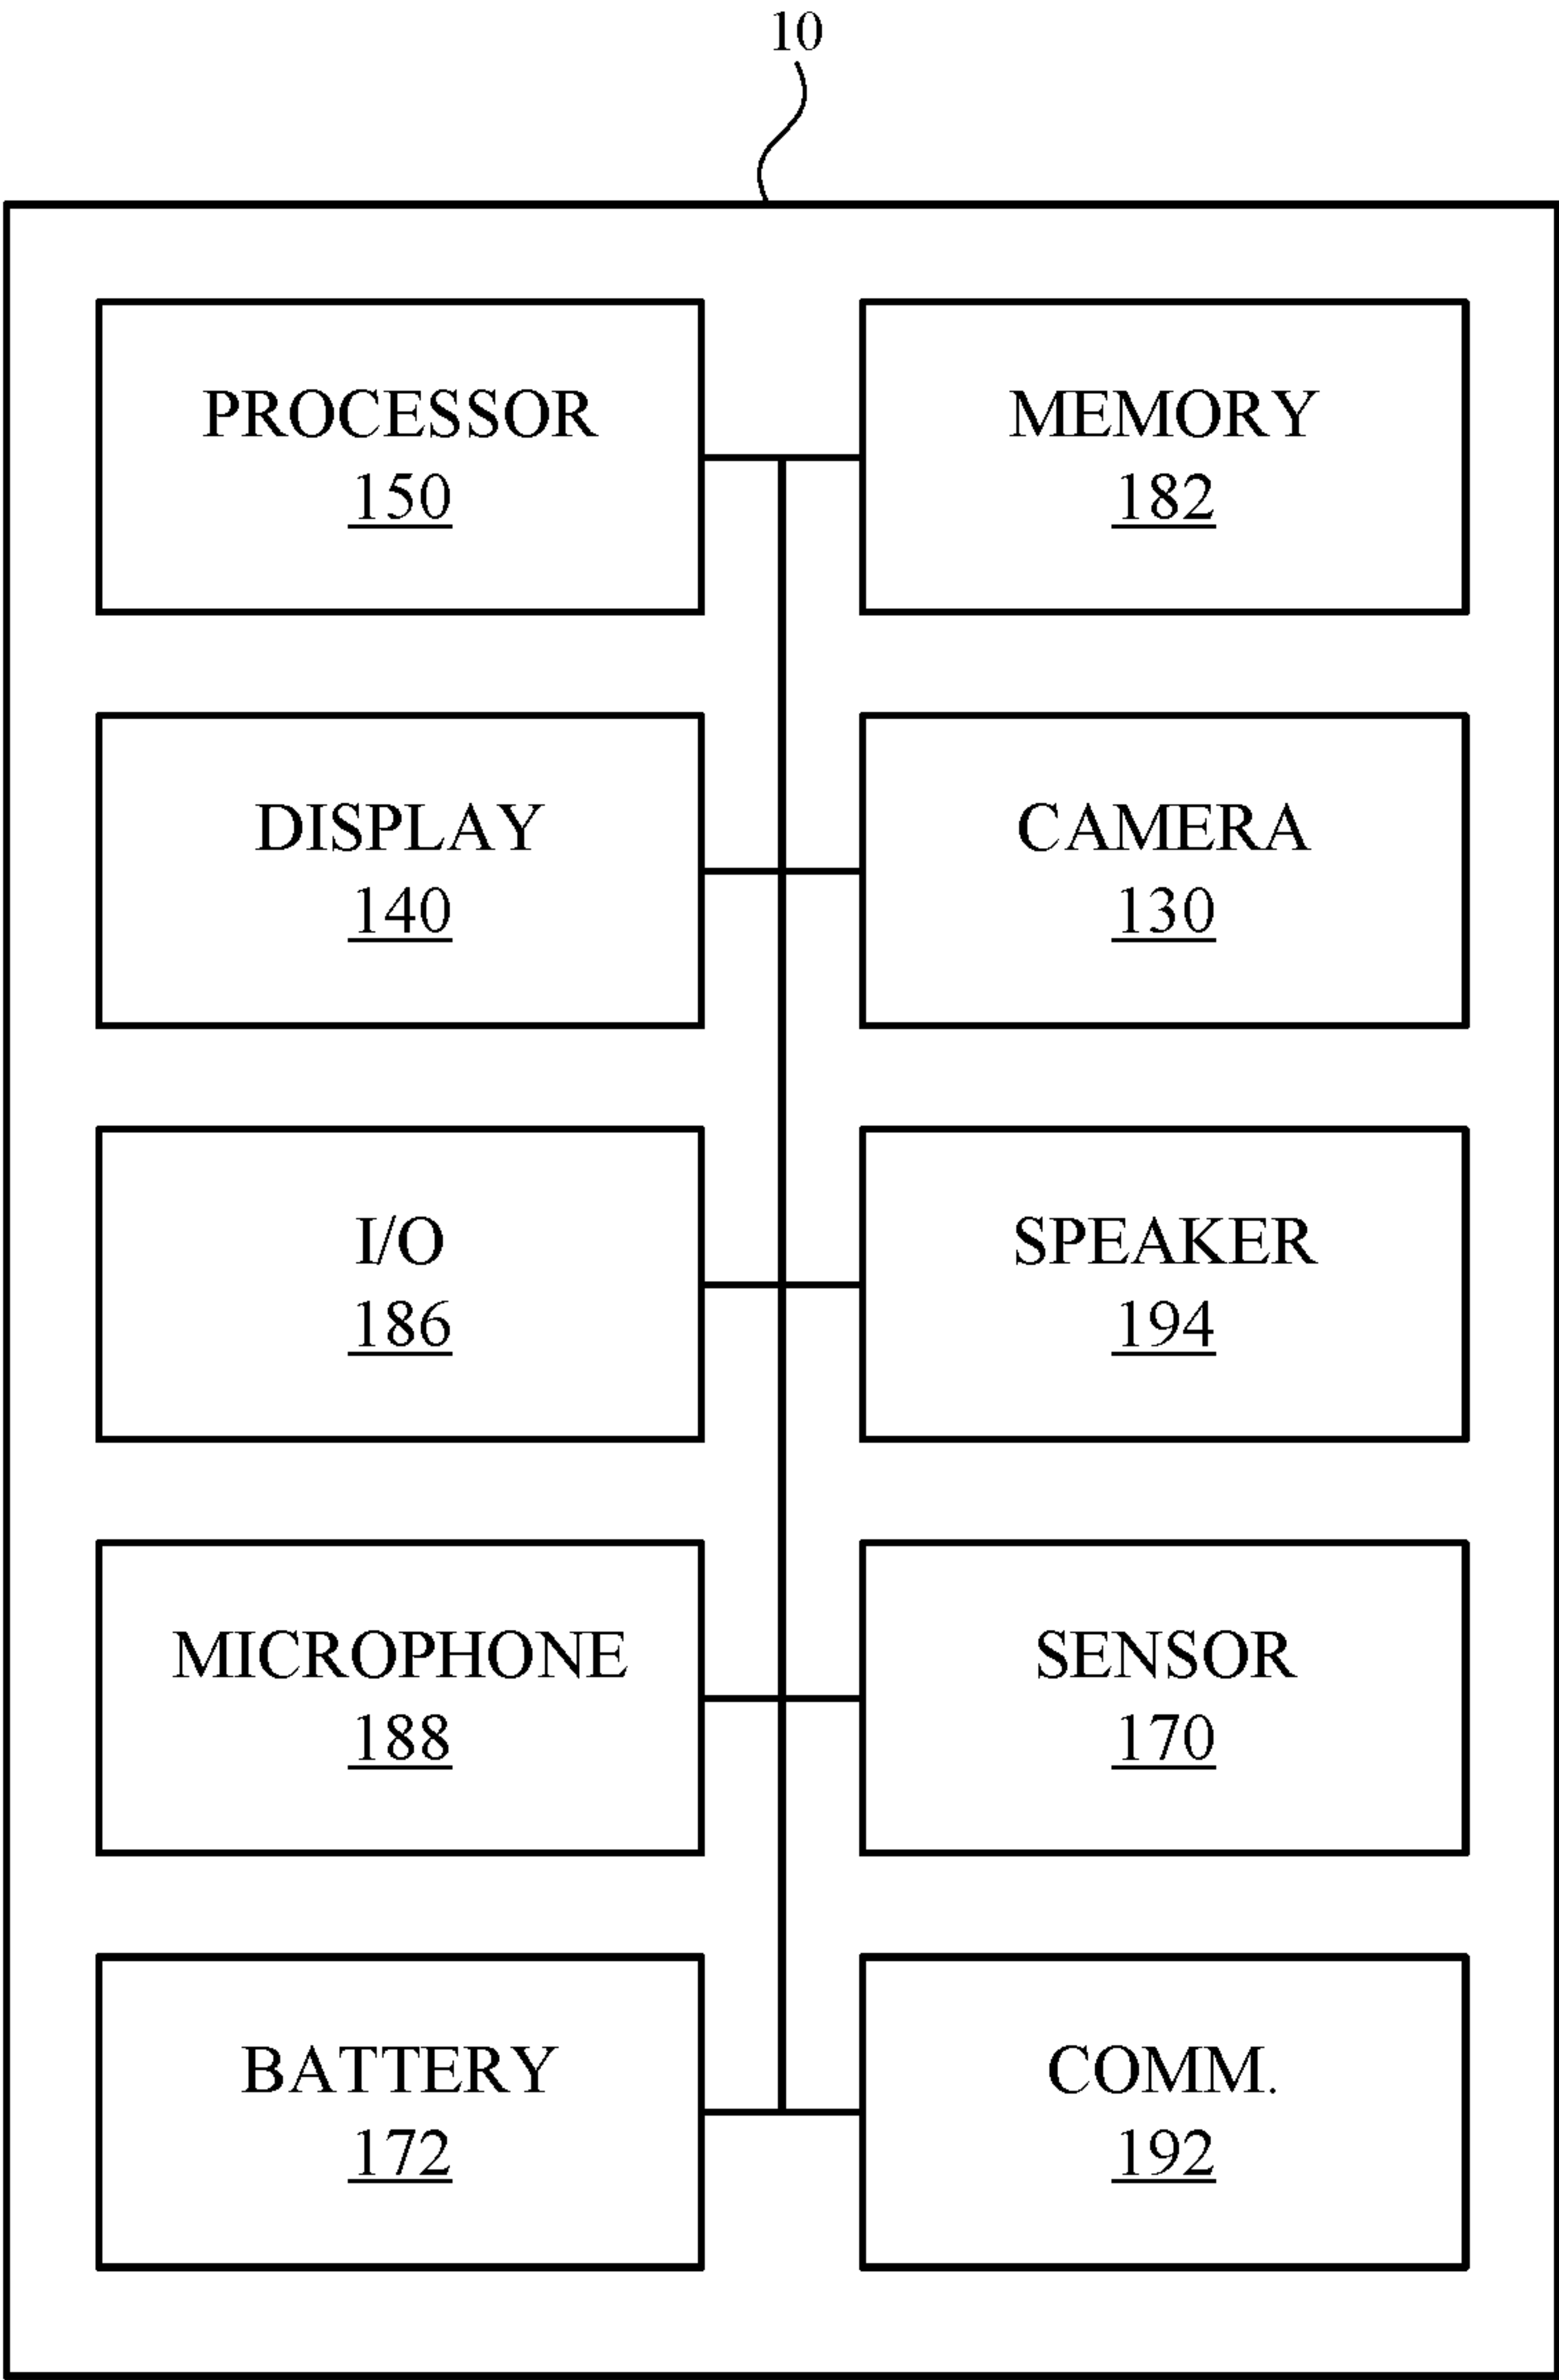 10
PROCESSOR
150
MEMORY
182
DISPLAY
140
CAMERA
130
I/O
186
SPEAKER
194
MICROPHONE
188
SENSOR
170
BATTERY
172
COMM.
192